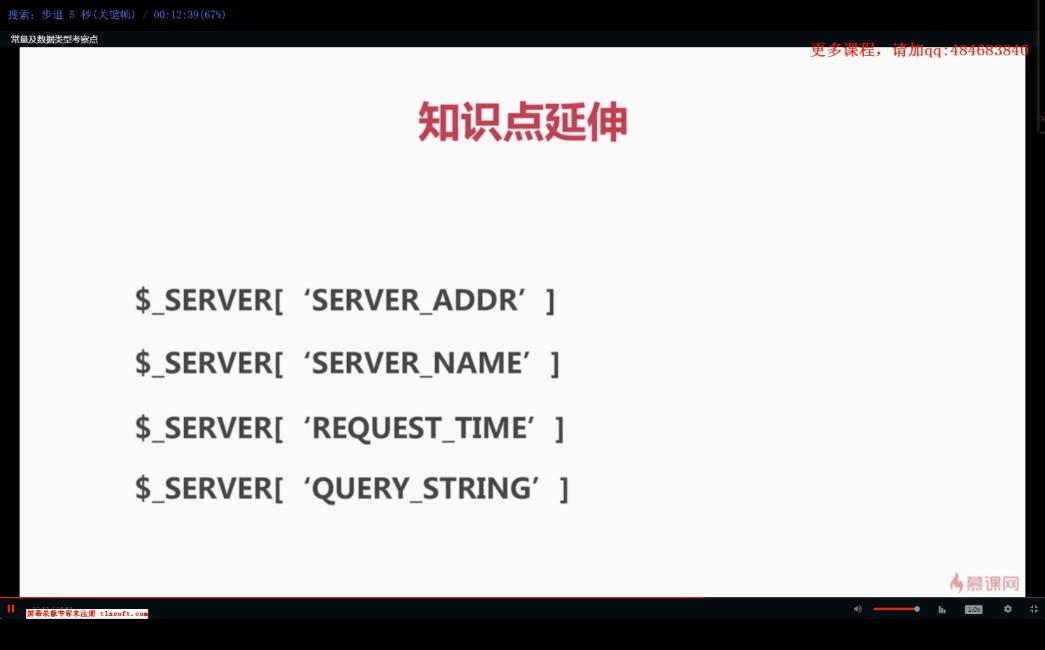 搜索: 步退 5 秒(关键帧) / 00:12:39(67%)
常量及数据类型考察点
更多课程，请加qq:484683840
知识点延伸
$_SERVER[ ‘SERVER_ADDR’ ]
$_SERVER[ ‘SERVER_NAME’ ]
$_SERVER[ ‘REQUEST_TIME’ ]
$_SERVER[ ‘QUERY_STRING’ ]
慕课网
屏幕录像专家未注册 tlxsoft.com
1.0x